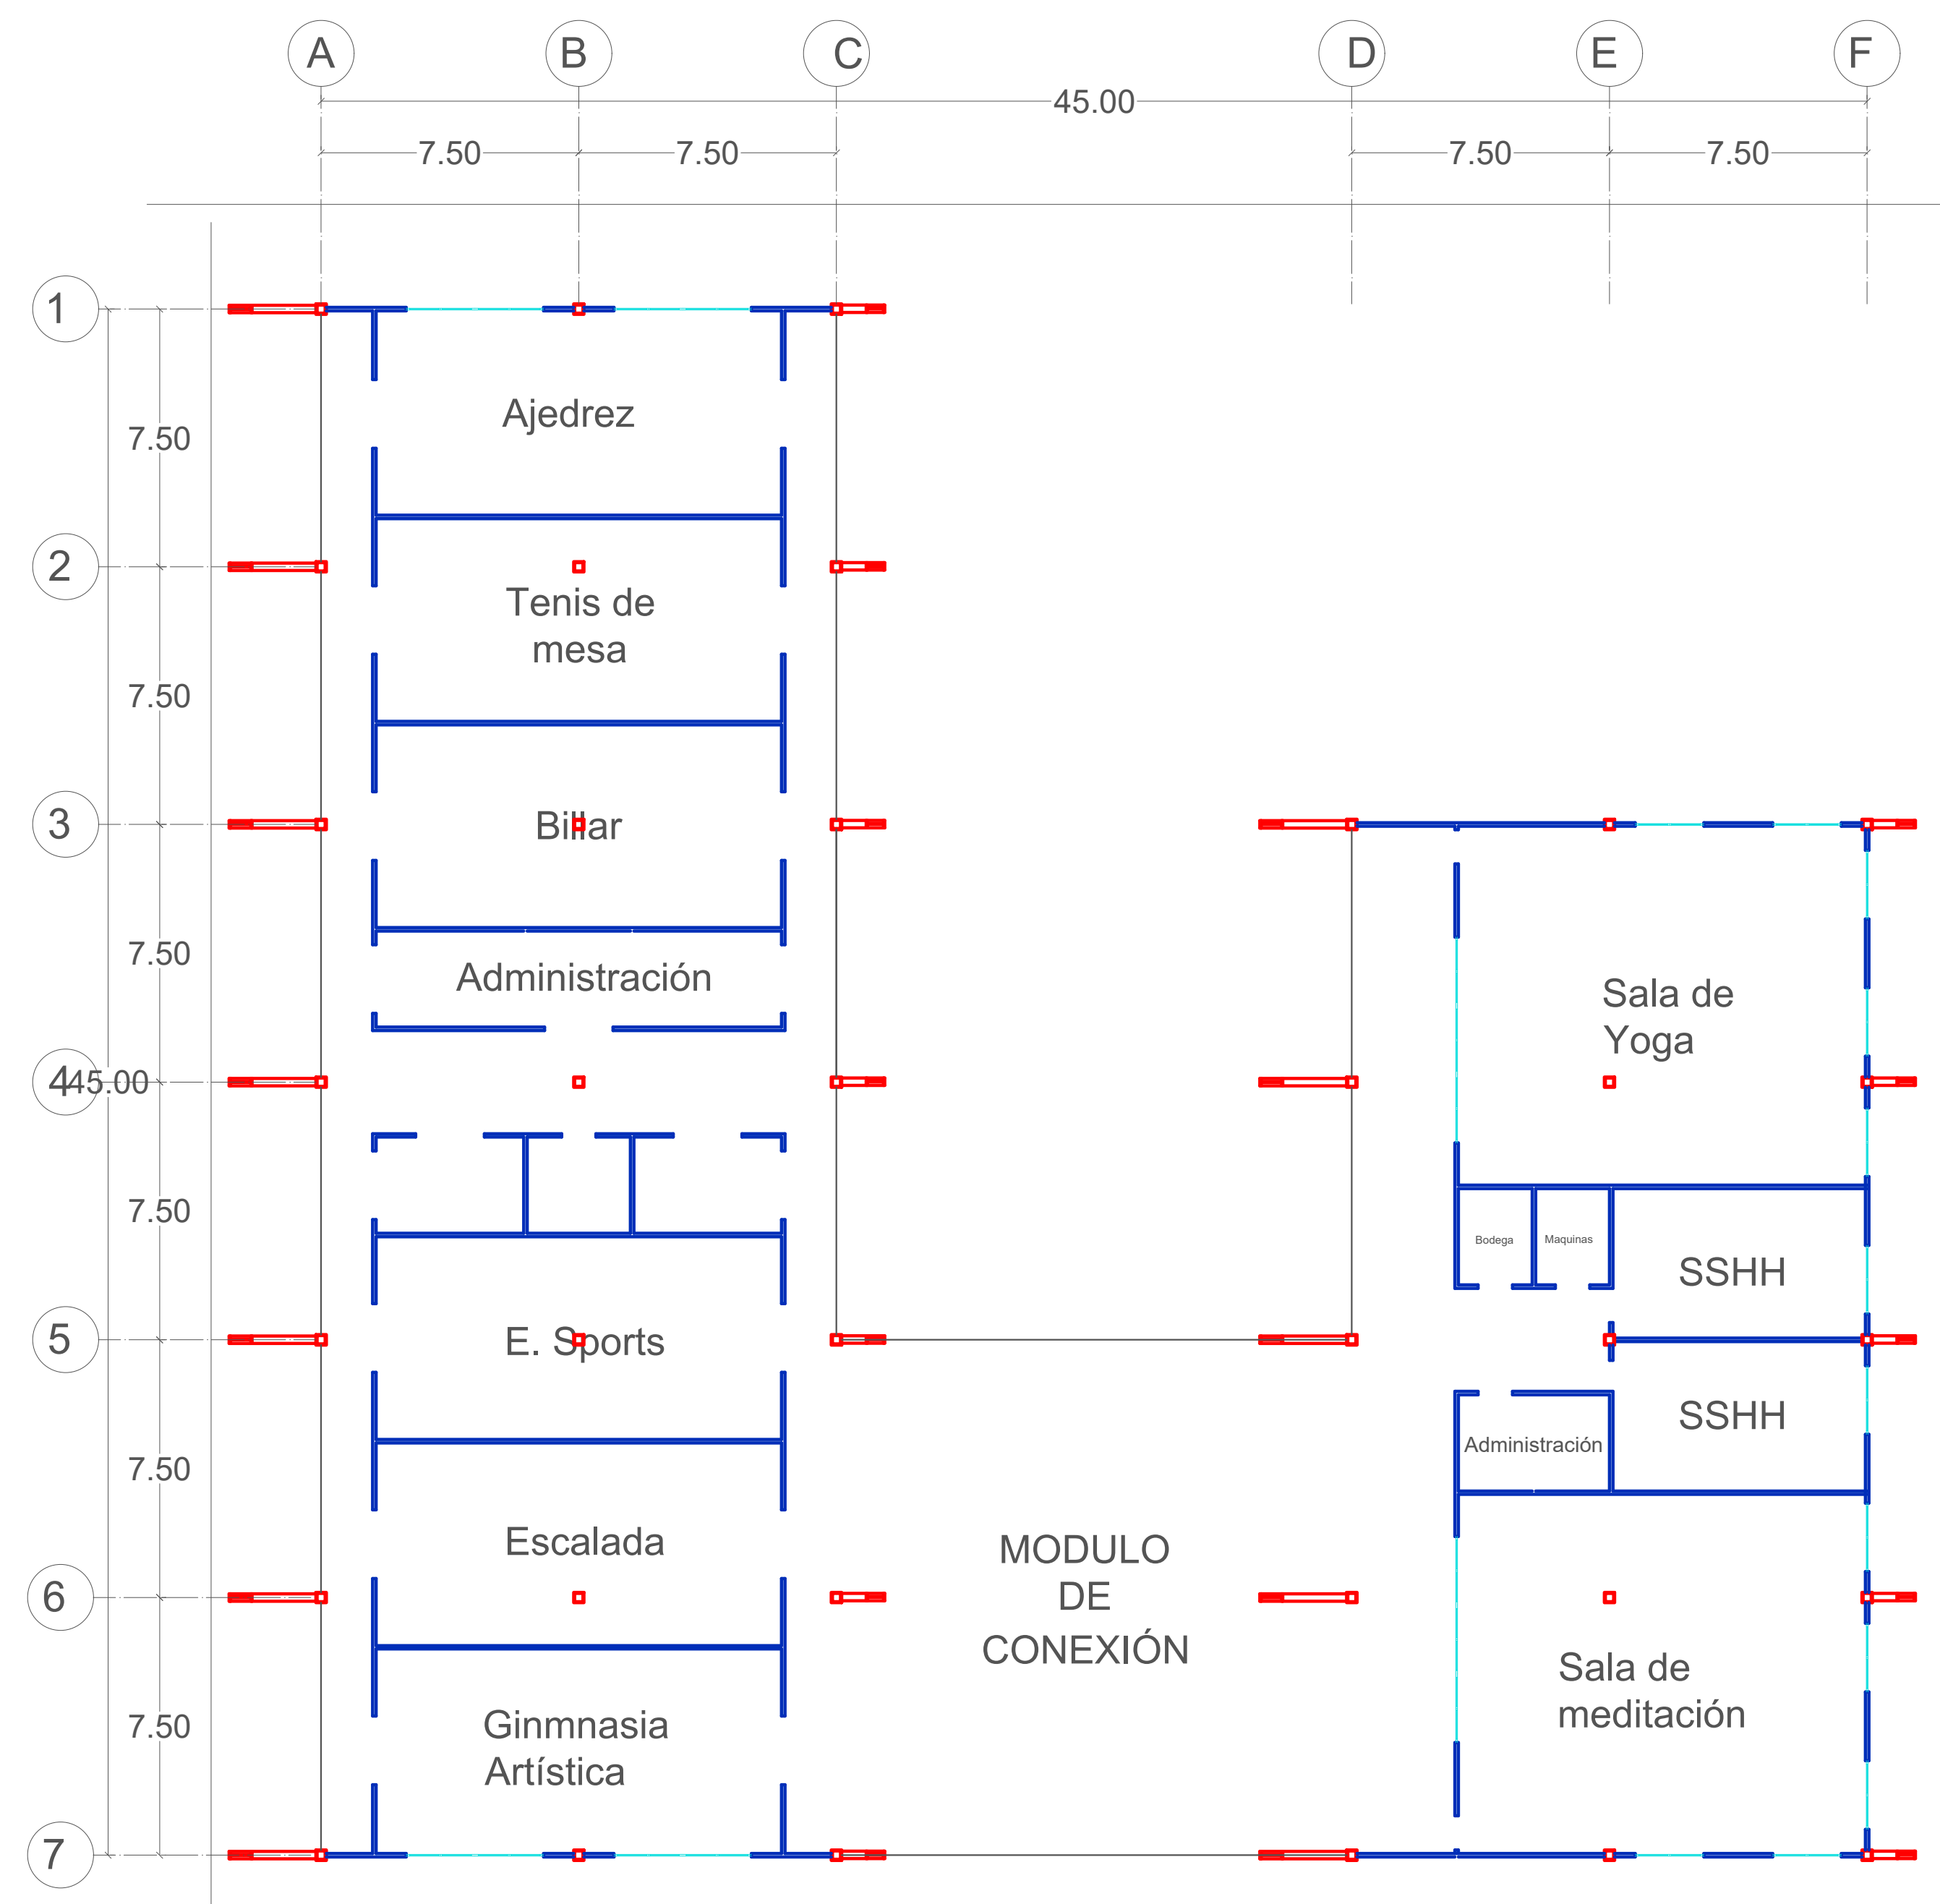 A B C D E F
45.00
7.50 7.50 7.50 7.50
1
Ajedrez
7.50
2
Tenis de
mesa
7.50
3
Billar
7.50
Administración
Sala de
Yoga
4
45.00
7.50
Bodega Maquinas
SSHH
5
E. Sports
SSHH
Administración
7.50
Escalada
MODULO
DE
CONEXIÓN
6
Sala de
meditación
7.50
Ginmnasia
Artística
7